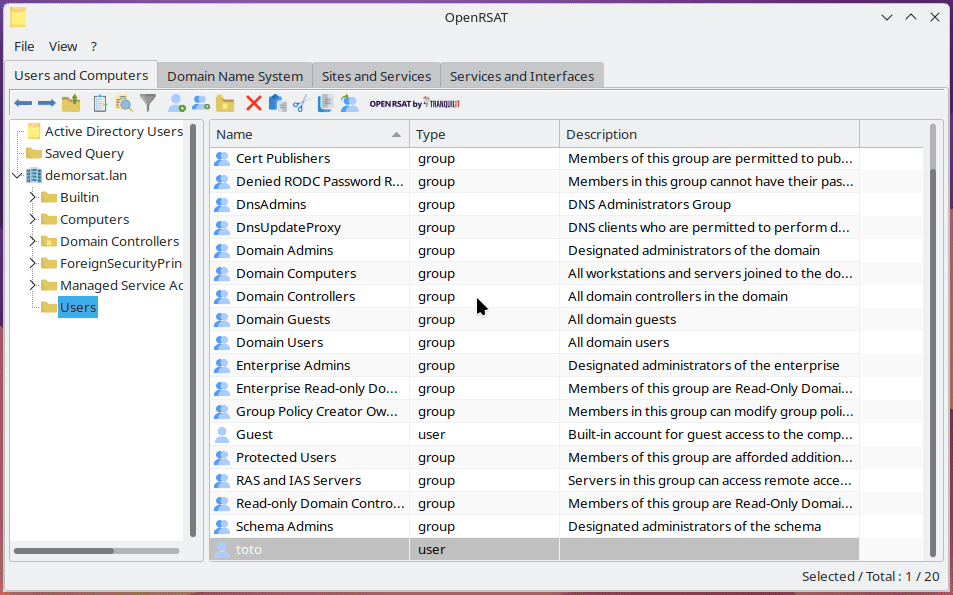 OpenRSAT
File View ?
Users and Computers Domain Name System Sites and Services Services and Interfaces
OPENRSAT by TRANQUILIT
Active Directory Users
Saved Query
demorsat.lan
Builtin
Computers
Domain Controllers
ForeignSecurityPrin
Managed Service Ac
Users
Name Type Description
Cert Publishers group Members of this group are permitted to pub...
Denied RODC Password R... group Members in this group cannot have their pas...
DnsAdmins group DNS Administrators Group
DnsUpdateProxy group DNS clients who are permitted to perform d...
Domain Admins group Designated administrators of the domain
Domain Computers group All workstations and servers joined to the do...
Domain Controllers group All domain controllers in the domain
Domain Guests group All domain guests
Domain Users group All domain users
Enterprise Admins group Designated administrators of the enterprise
Enterprise Read-only Do... group Members of this group are Read-Only Domai...
Group Policy Creator Ow... group Members in this group can modify group poli...
Guest user Built-in account for guest access to the comp...
Protected Users group Members of this group are afforded addition...
RAS and IAS Servers group Servers in this group can access remote acce...
Read-only Domain Contro... group Members of this group are Read-Only Domai...
Schema Admins group Designated administrators of the schema
toto user
Selected / Total : 1 / 20